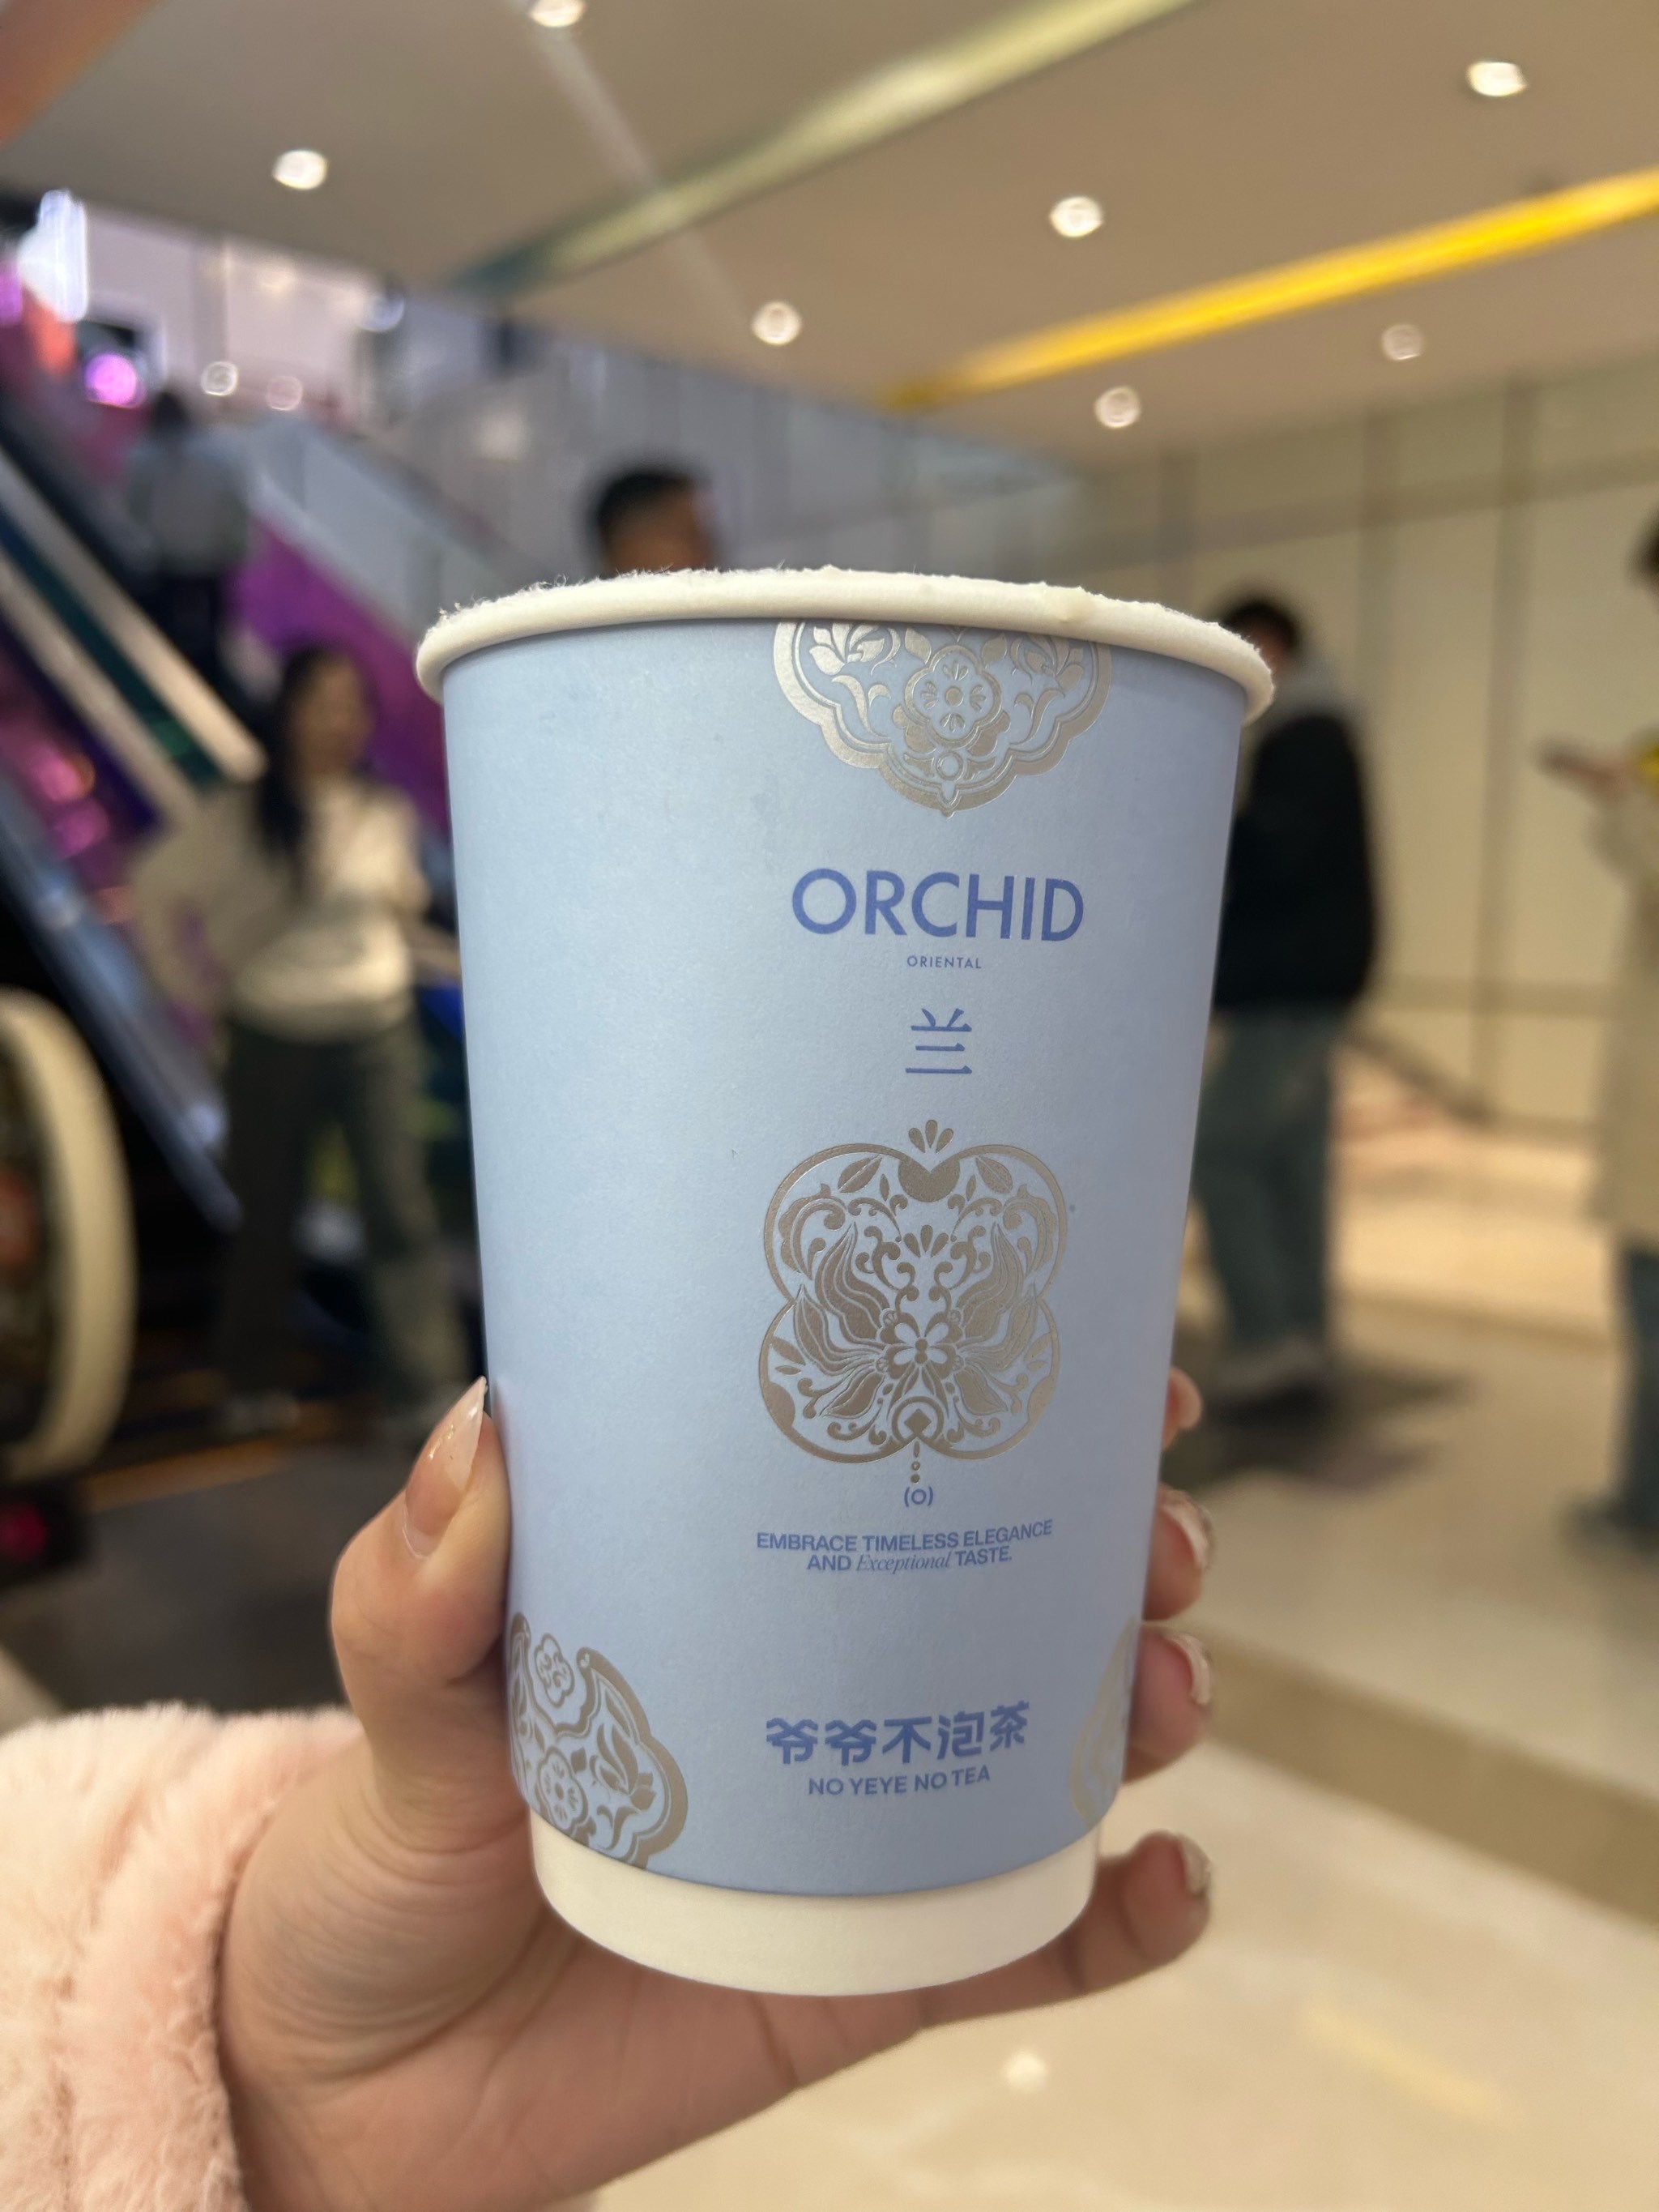 ORCHID
ORIENTAL
兰
(O)
EMBRACE TIMELESS ELEGANCE
AND Exceptional TASTE.
爷爷不泡茶
NO YEYE NO TEA